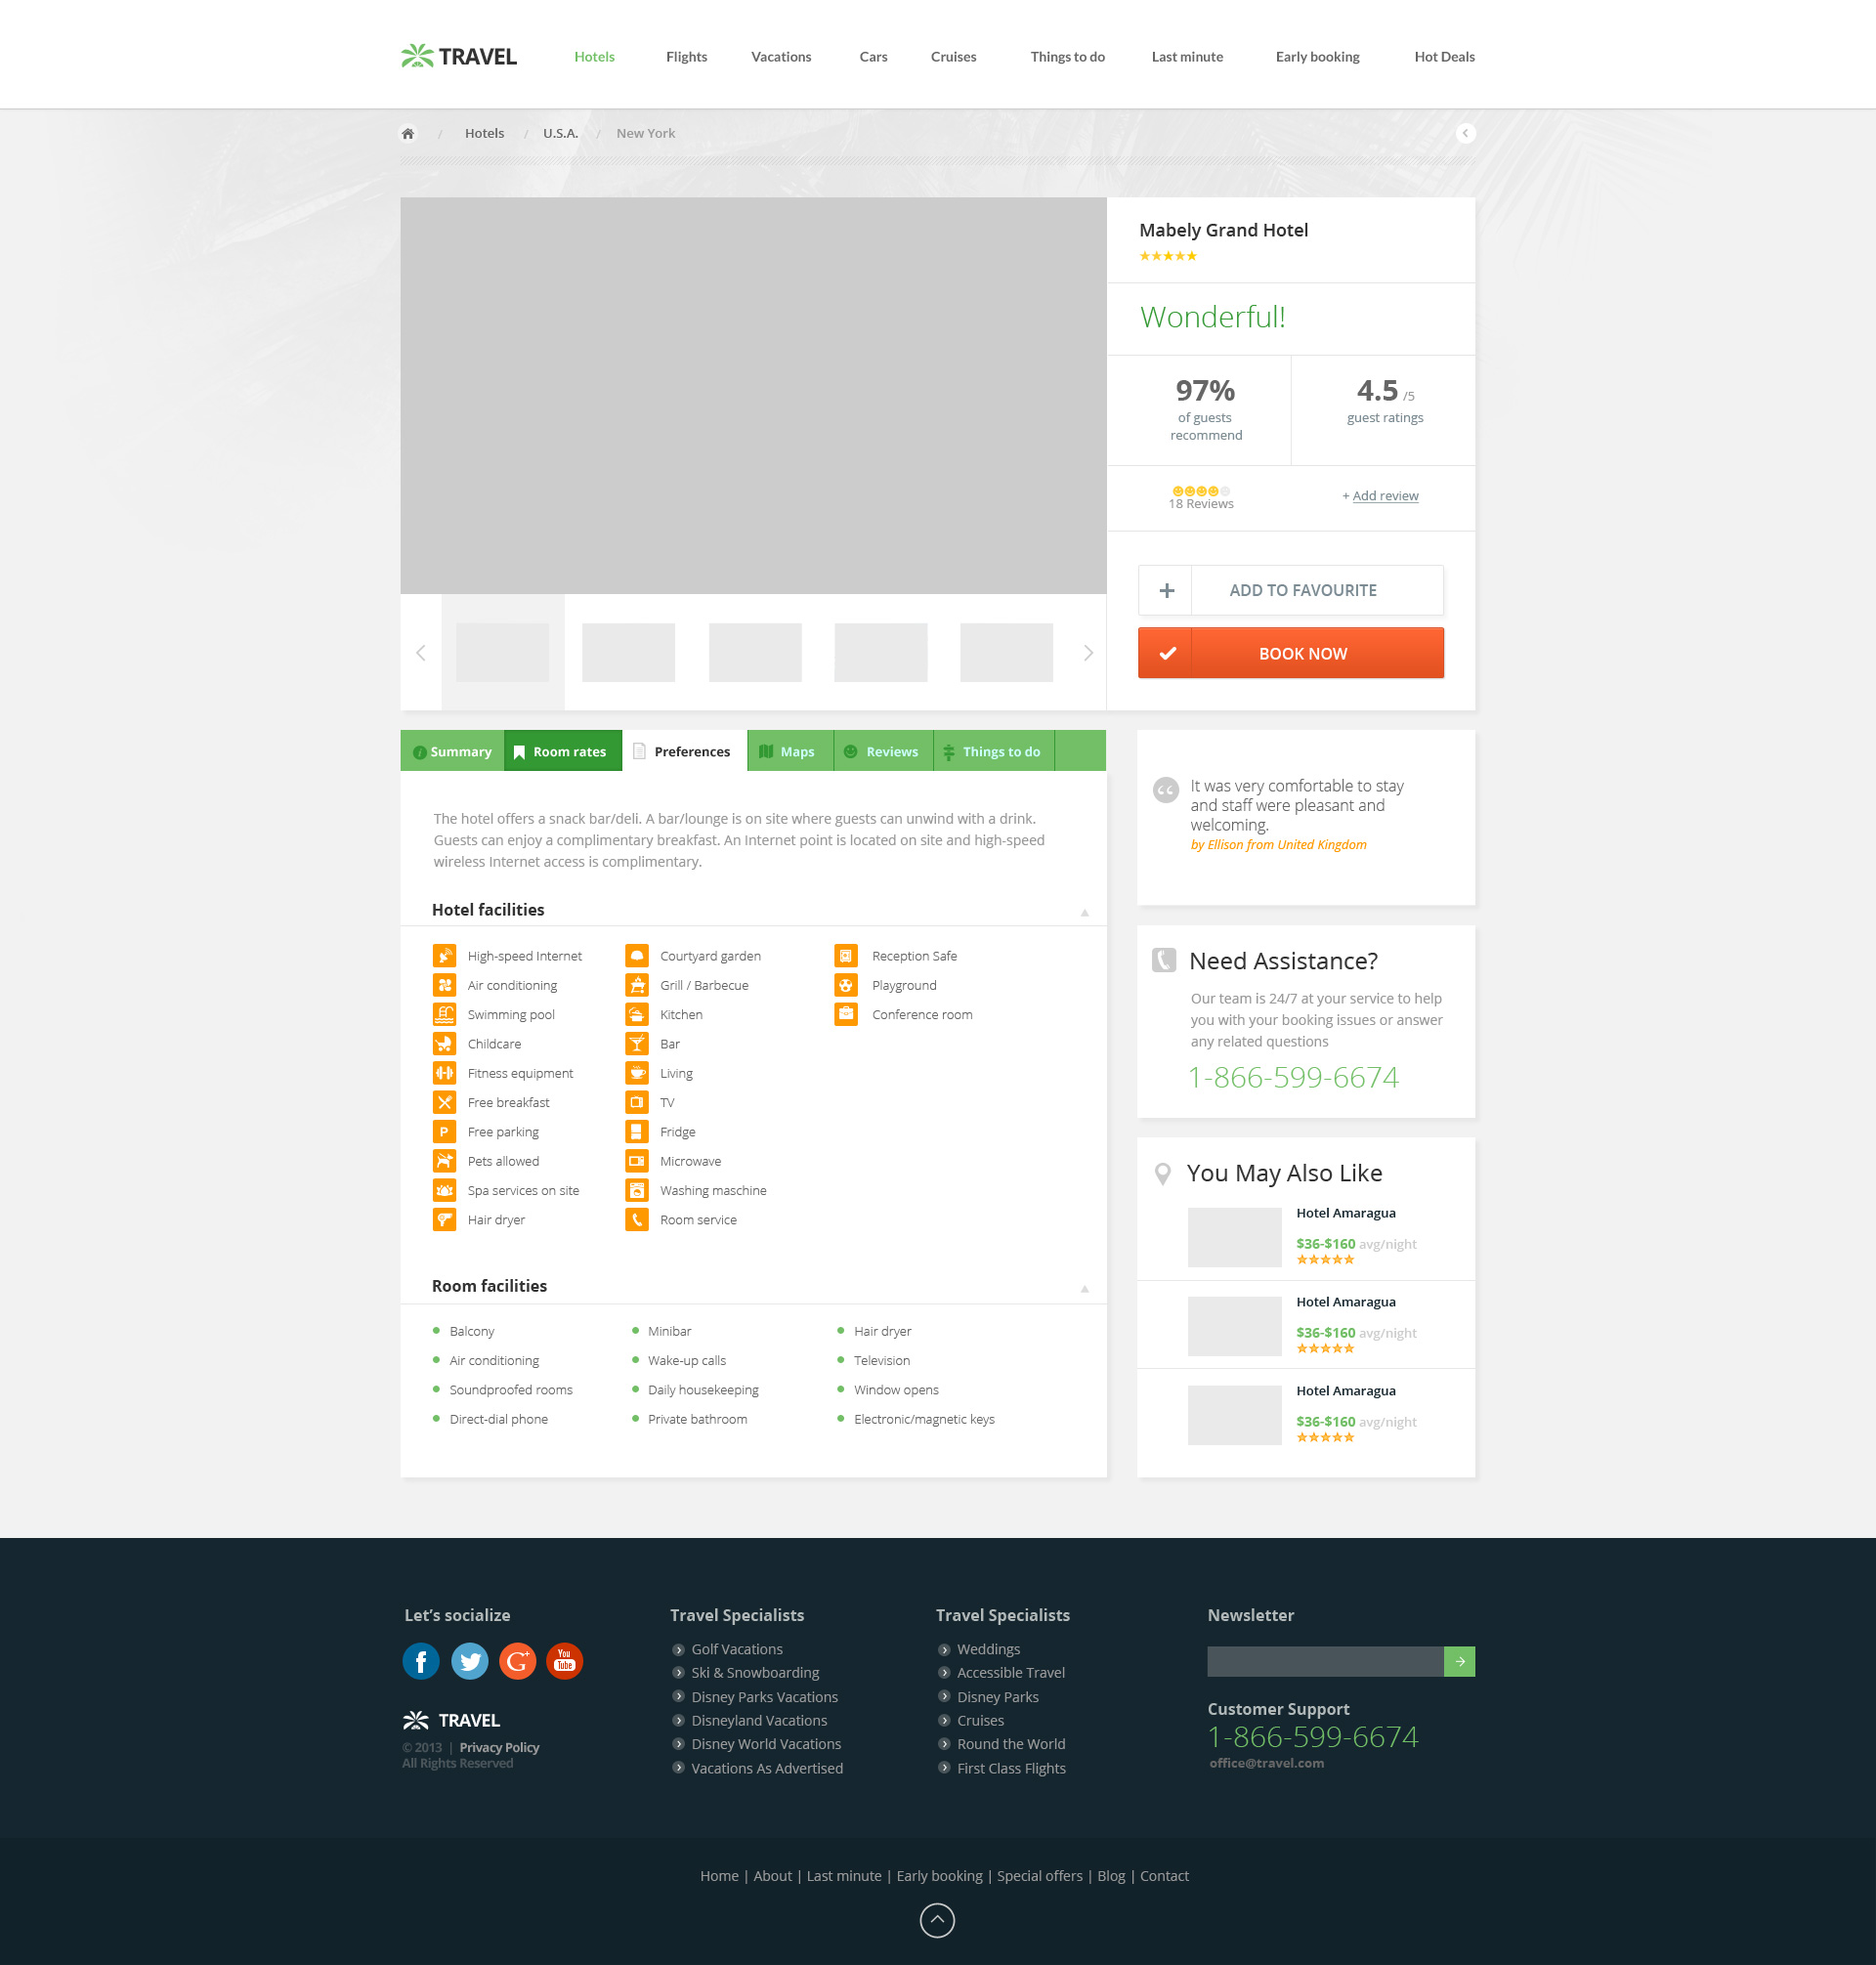 TRAVEL
Hotels Flights Vacations Cars Cruises Things to do Last minute Early booking Hot Deals
/ Hotels / U.S.A. / New York
Mabely Grand Hotel
Wonderful!
97%
of guests
recommend
4.5 /5
guest ratings
18 Reviews
+ Add review
ADD TO FAVOURITE
BOOK NOW
Summary Room rates Preferences Maps Reviews Things to do
The hotel offers a snack bar/deli. A bar/lounge is on site where guests can unwind with a drink.
Guests can enjoy a complimentary breakfast. An Internet point is located on site and high-speed
wireless Internet access is complimentary.
Hotel facilities
High-speed Internet
Air conditioning
Swimming pool
Childcare
Fitness equipment
Free breakfast
P Free parking
Pets allowed
Spa services on site
Hair dryer
Courtyard garden
Grill / Barbecue
Kitchen
Bar
Living
TV
Fridge
Microwave
Washing maschine
Room service
Reception Safe
Playground
Conference room
Room facilities
Balcony
Air conditioning
Soundproofed rooms
Direct-dial phone
Minibar
Wake-up calls
Daily housekeeping
Private bathroom
Hair dryer
Television
Window opens
Electronic/magnetic keys
It was very comfortable to stay
and staff were pleasant and
welcoming.
by Ellison from United Kingdom
Need Assistance?
Our team is 24/7 at your service to help
you with your booking issues or answer
any related questions
1-866-599-6674
You May Also Like
Hotel Amaragua
$36-$160 avg/night
Hotel Amaragua
$36-$160 avg/night
Hotel Amaragua
$36-$160 avg/night
Let’s socialize
f G+ You Tube
TRAVEL
© 2013 | Privacy Policy
All Rights Reserved
Travel Specialists
Golf Vacations
Ski & Snowboarding
Disney Parks Vacations
Disneyland Vacations
Disney World Vacations
Vacations As Advertised
Travel Specialists
Weddings
Accessible Travel
Disney Parks
Cruises
Round the World
First Class Flights
Newsletter
Customer Support
1-866-599-6674
office@travel.com
Home | About | Last minute | Early booking | Special offers | Blog | Contact